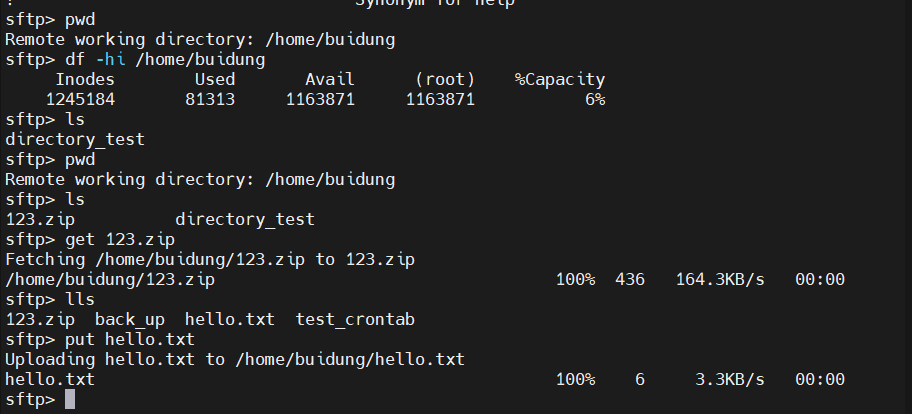 ? Synonym for help
sftp> pwd
Remote working directory: /home/buidung
sftp> df -hi /home/buidung
Inodes Used Avail (root) %Capacity
1245184 81313 1163871 1163871 6%
sftp> ls
directory_test
sftp> pwd
Remote working directory: /home/buidung
sftp> ls
123.zip directory_test
sftp> get 123.zip
Fetching /home/buidung/123.zip to 123.zip
/home/buidung/123.zip 100% 436 164.3KB/s 00:00
sftp> lls
123.zip back_up hello.txt test_crontab
sftp> put hello.txt
Uploading hello.txt to /home/buidung/hello.txt
hello.txt 100% 6 3.3KB/s 00:00
sftp>